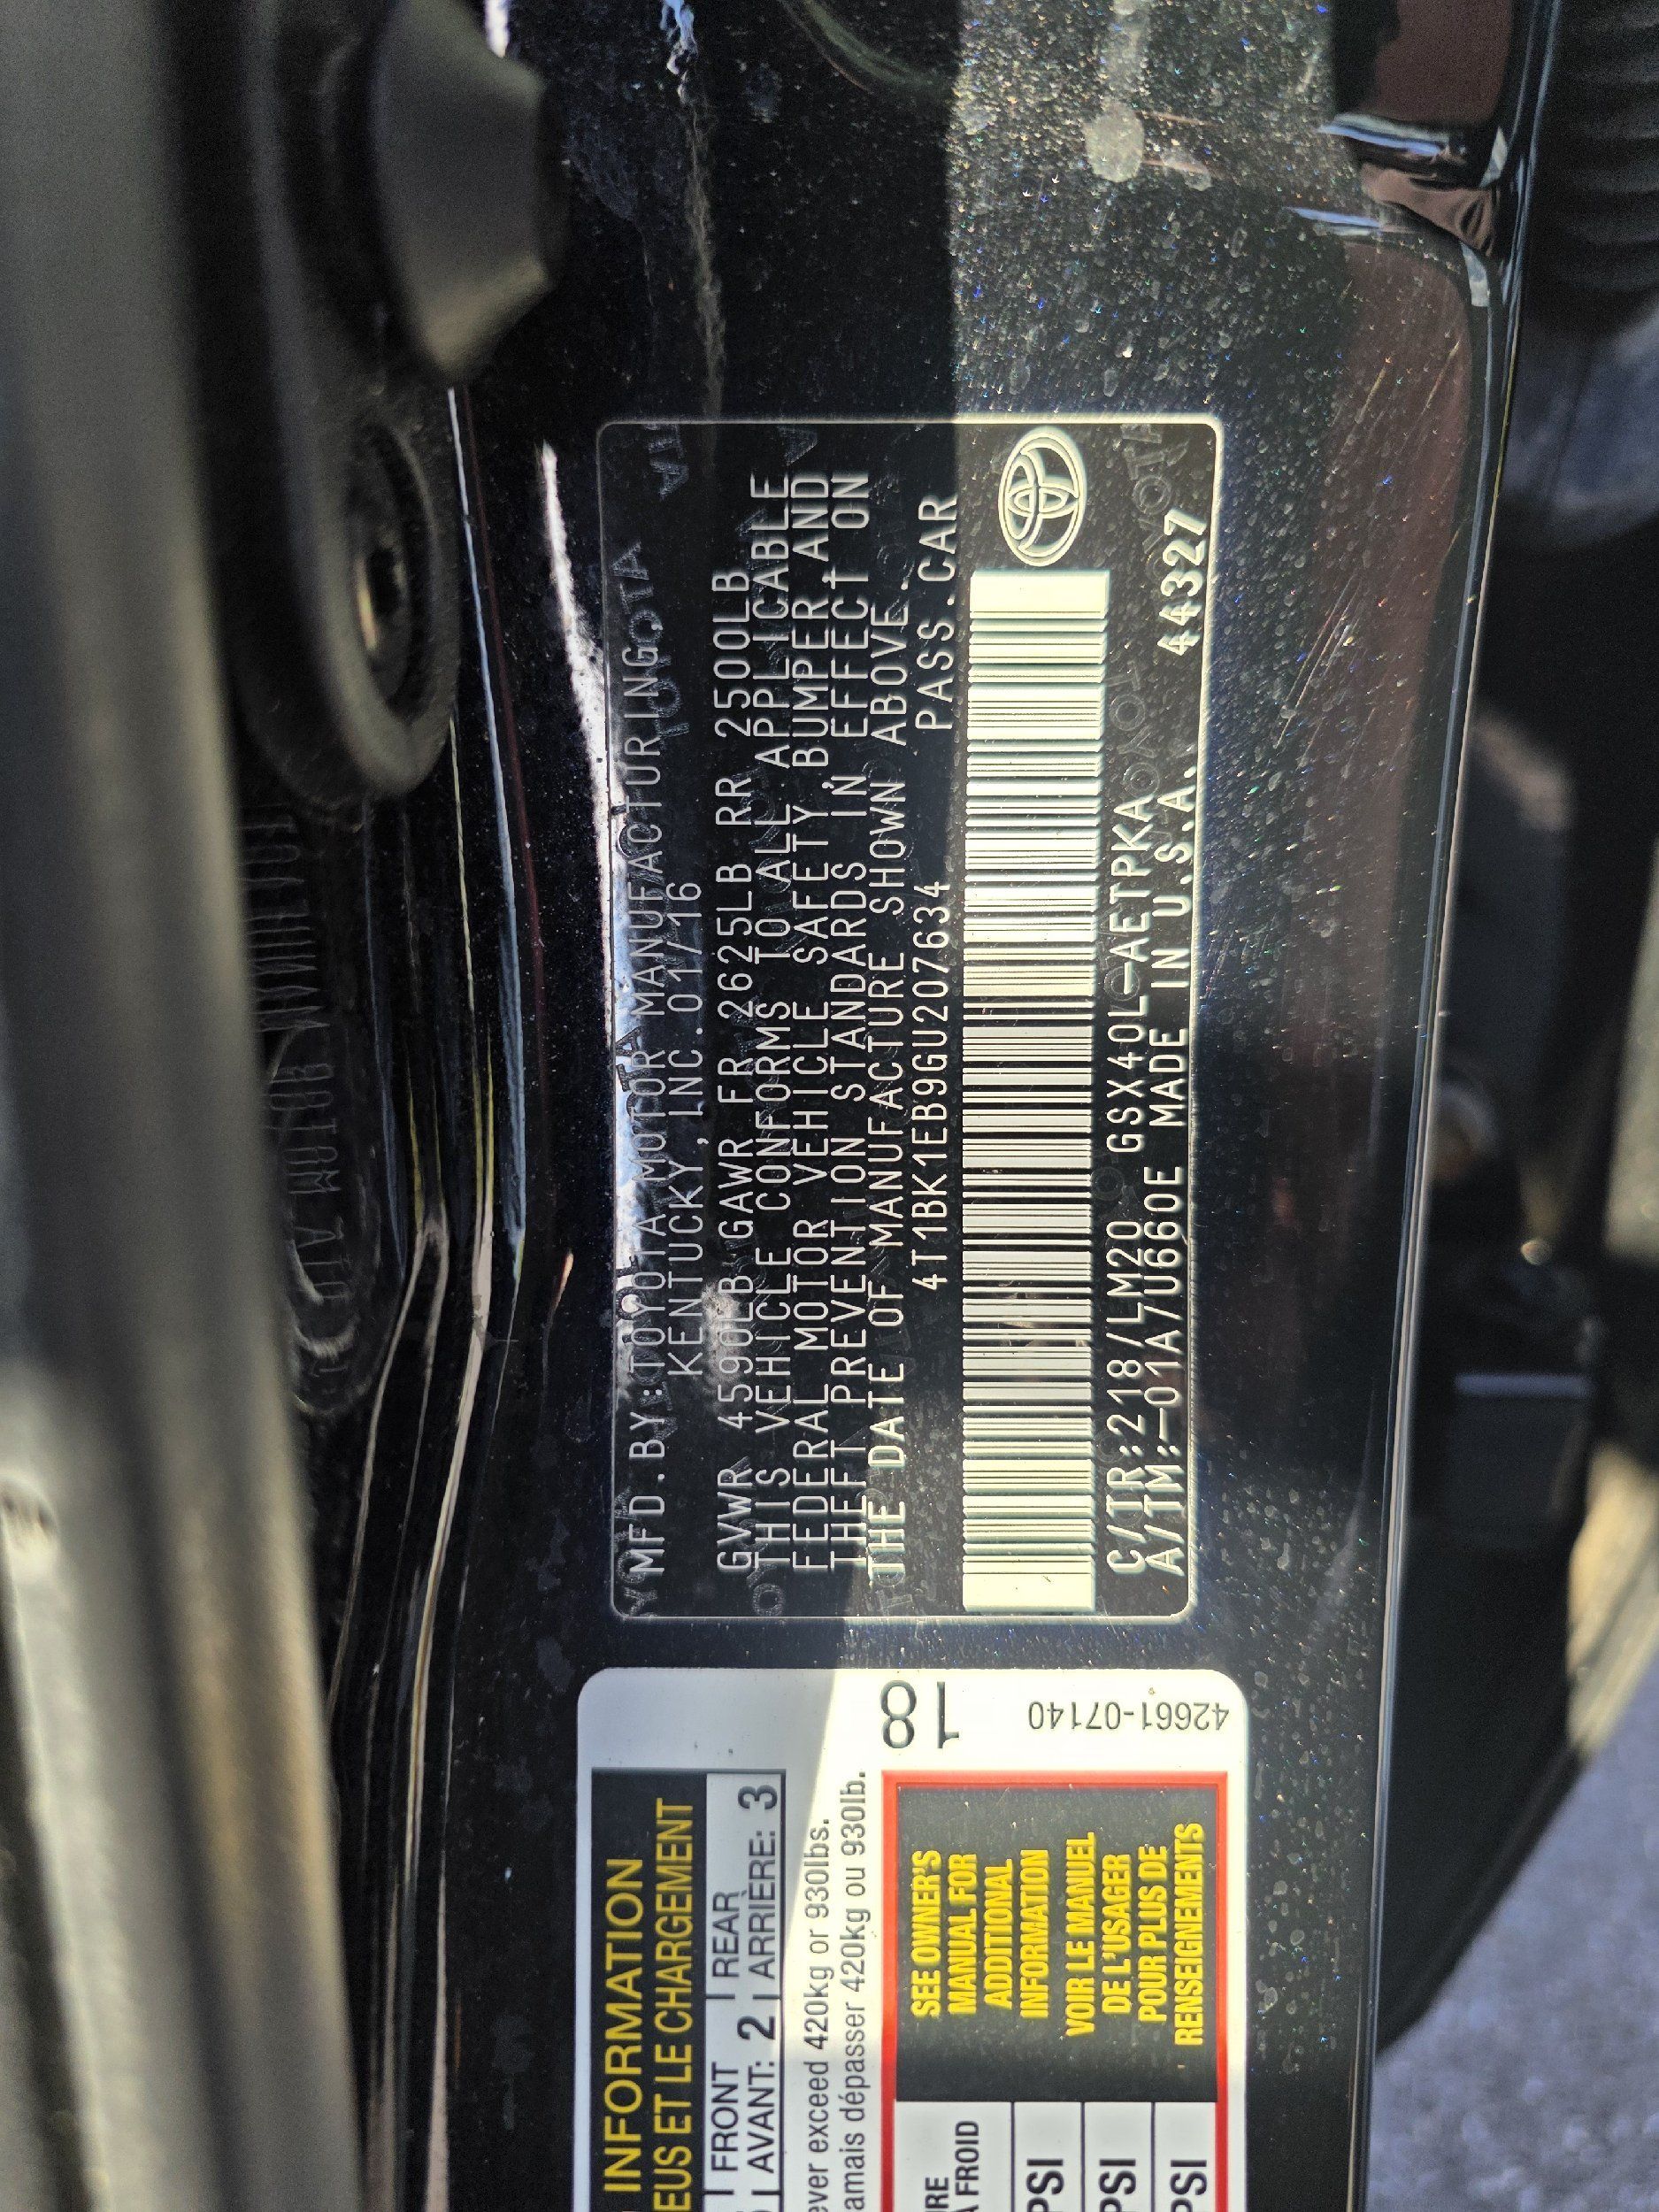 MFD.BY:TOYOTA MOTOR MANUFACTURING
KENTUCKY,INC.01/16
GVWR 4590LB GAWR FR 2625LB RR 2500LB
THIS VEHICLE CONFORMS TO ALL APPLICABLE
FEDERAL MOTOR VEHICLE SAFETY,BUMPER,AND
THEFT PREVENTION STANDARDS IN EFFECT ON
THE DATE OF MANUFACTURE SHOWN ABOVE.
4T1BK1EB9GU207634 PASS.CAR
C/TR:218/LM20 GSX40L-AETPKA
A/TM:-01A/U660E MADE IN U.S.A. 44327
INFORMATION
EUS ET LE CHARGEMENT
FRONT REAR
AVANT: 2 ARRIÈRE: 3
ever exceed 420kg or 930lbs.
amais dépasser 420kg ou 930lb.
18
42661-07140
RE
A FROID
PSI
PSI
PSI
SEE OWNER'S
MANUAL FOR
ADDITIONAL
INFORMATION
VOIR LE MANUEL
DE L'USAGER
POUR PLUS DE
RENSEIGNEMENTS